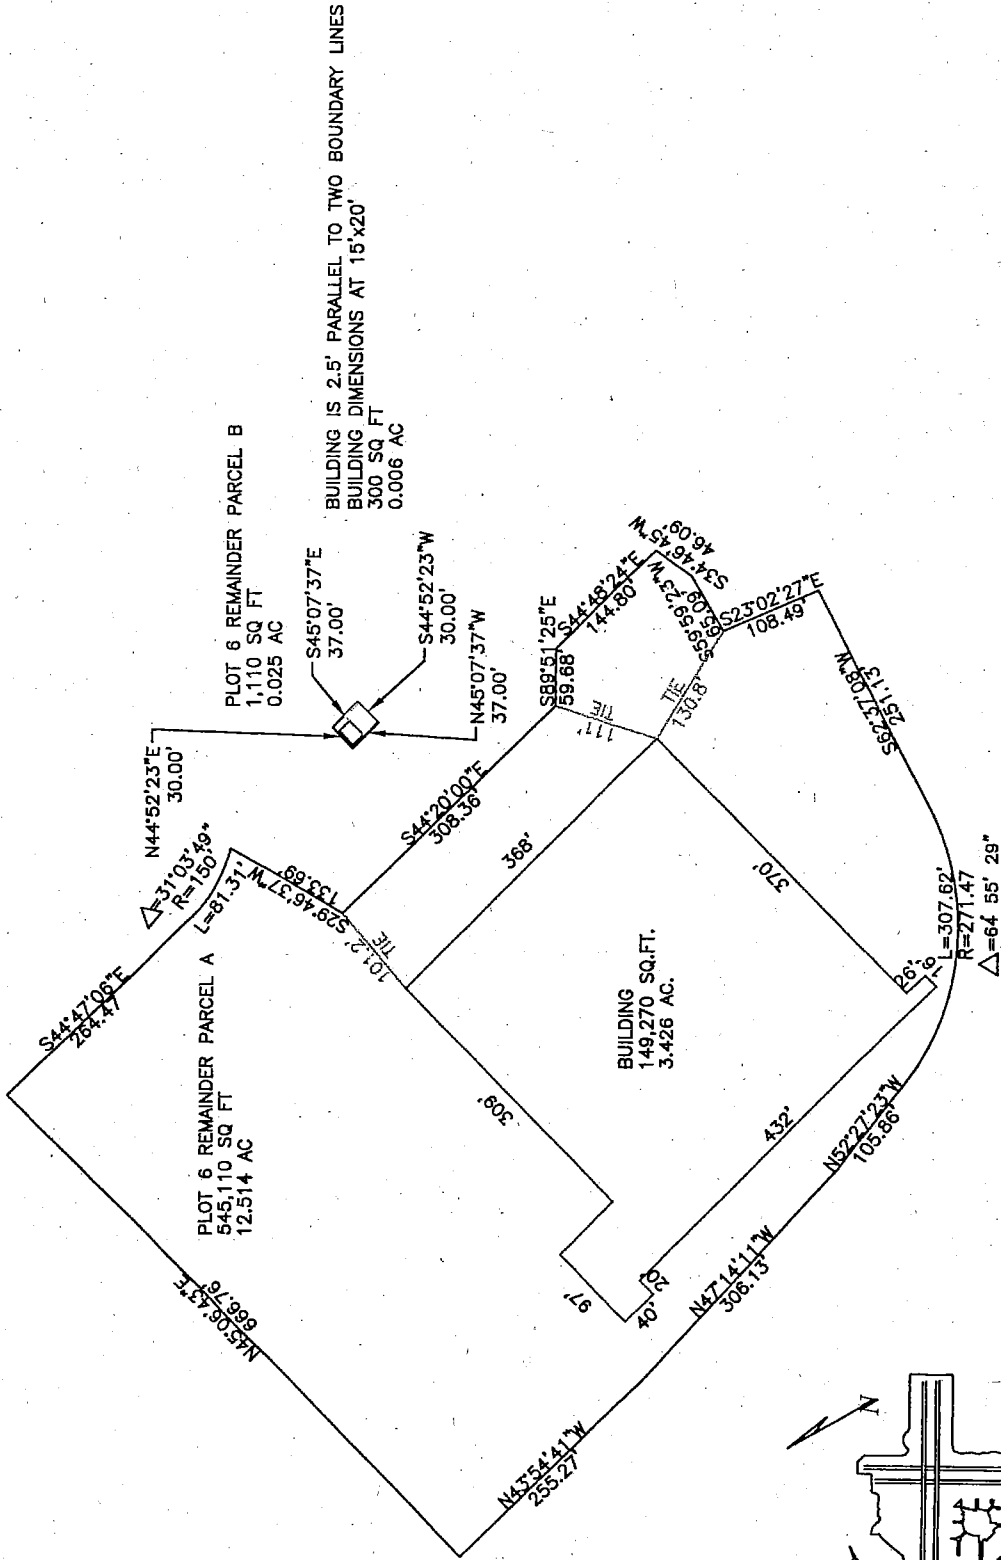 BUILDING IS 2.5' PARALLEL TO TWO BOUNDARY LINES
BUILDING DIMENSIONS AT 15'x20'
300 SQ FT
0.006 AC
PLOT 6 REMAINDER PARCEL B
1,110 SQ FT
0.025 AC
S45°07'37"E
37.00'
S44°52'23"W
30.00'
N45°07'37"W
37.00'
N44°52'23"E
30.00'
△=31°03'49"
R=150'
L=81.31'
S44°47'06"E
264.47
PLOT 6 REMAINDER PARCEL A
545,110 SQ FT
12.514 AC
S29°46'37"W
133.69
101.2'
TIE
S44°20'00"E
308.36'
S89°51'25"E
59.68'
S44°48'24"E
144.80'
S34°46'45"W
46.09'
S59°59'23"W
65.09'
S23°02'27"E
108.49'
111'
TIE
TIE
130.8'
368'
370'
309'
S62°37'08"W
251.13'
BUILDING
149,270 SQ.FT.
3.426 AC.
26'
19'
L=307.62'
R=271.47
△=64 55' 29"
432'
N52°27'23"W
105.86'
N47°14'11"W
306.13'
97'
40'
20'
N45°06'43"E
666.76'
N43°54'41"W
255.27'
N